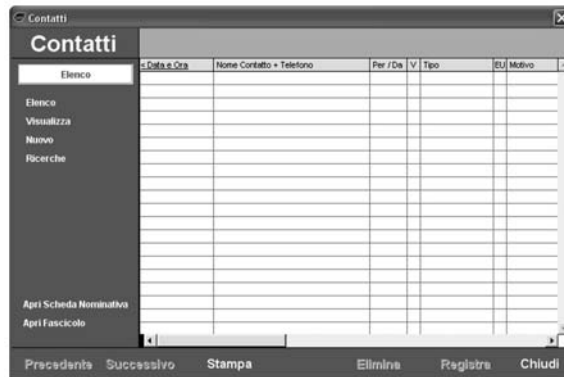 Contatti
Contatti
Elenco
< Data e Ora Nome Contatto + Telefono Per / Da V Tipo EU Motivo
Elenco
Visualizza
Nuovo
Ricerche
Apri Scheda Nominativa
Apri Fascicolo
Precedente Successivo Stampa Elimina Registra Chiudi